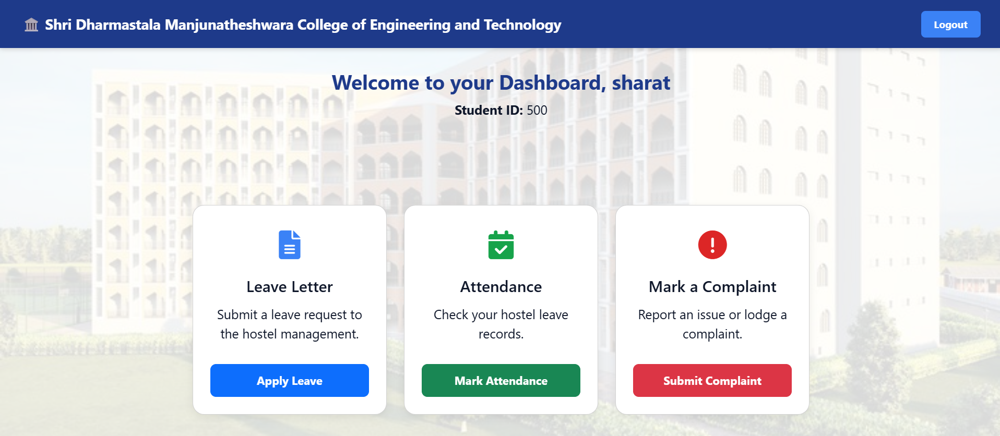 Shri Dharmastala Manjunatheshwara College of Engineering and Technology
Logout
Welcome to your Dashboard, sharat
Student ID: 500
Leave Letter
Submit a leave request to
the hostel management.
Apply Leave
Attendance
Check your hostel leave
records.
Mark Attendance
Mark a Complaint
Report an issue or lodge a
complaint.
Submit Complaint